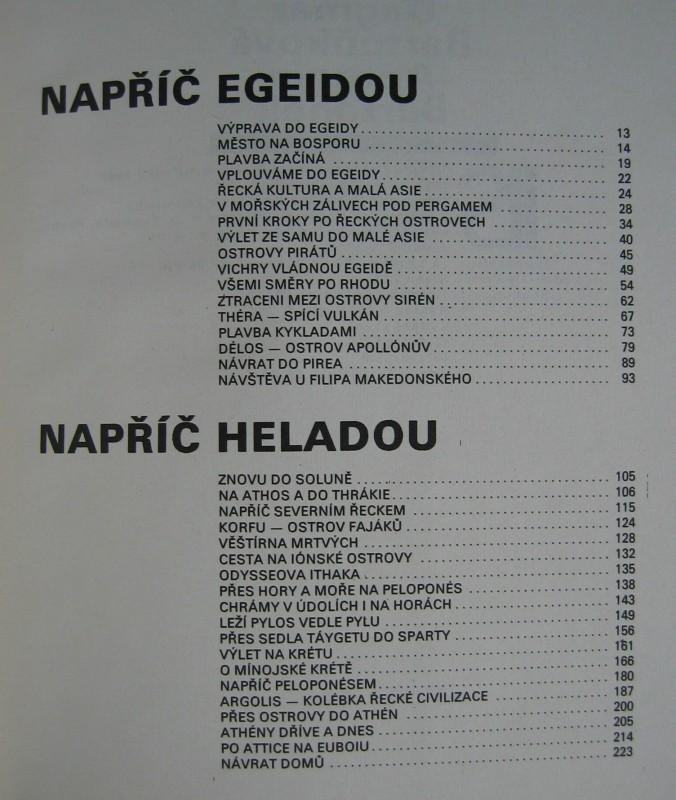 NAPŘÍČ EGEIDOU
VÝPRAVA DO EGEIDY 13
MĚSTO NA BOSPORU 14
PLAVBA ZAČÍNÁ 19
VPLOUVÁME DO EGEIDY 22
ŘECKÁ KULTURA A MALÁ ASIE 24
V MOŘSKÝCH ZÁLIVECH POD PERGAMEM 28
PRVNÍ KROKY PO ŘECKÝCH OSTROVECH 34
VÝLET ZE SAMU DO MALÉ ASIE 40
OSTROVY PIRÁTŮ 45
VICHRY VLÁDNOU EGEIDĚ 49
VŠEMI SMĚRY PO RHODU 54
ZTRACENI MEZI OSTROVY SIRÉN 62
THÉRA — SPÍCÍ VULKÁN 67
PLAVBA KYKLADAMI 73
DÉLOS — OSTROV APOLLÓNŮV 79
NÁVRAT DO PIREA 89
NÁVŠTĚVA U FILIPA MAKEDONSKÉHO 93
NAPŘÍČ HELADOU
ZNOVU DO SOLUNĚ 105
NA ATHOS A DO THRÁKIE 106
NAPŘÍČ SEVERNÍM ŘECKEM 115
KORFU — OSTROV FAJÁKŮ 124
VĚŠTÍRNA MRTVÝCH 128
CESTA NA IÓNSKÉ OSTROVY 132
ODYSSEOVA ITHAKA 135
PŘES HORY A MOŘE NA PELOPONÉS 138
CHRÁMY V ÚDOLÍCH I NA HORÁCH 143
LEŽÍ PYLOS VEDLE PYLU 149
PŘES SEDLA TÁYGETU DO SPARTY 156
VÝLET NA KRÉTU 161
O MÍNOJSKÉ KRÉTĚ 166
NAPŘÍČ PELOPONÉSEM 180
ARGOLIS — KOLÉBKA ŘECKÉ CIVILIZACE 187
PŘES OSTROVY DO ATHÉN 200
ATHÉNY DŘÍVE A DNES 205
PO ATTICE NA EUBOIU 214
NÁVRAT DOMŮ 223